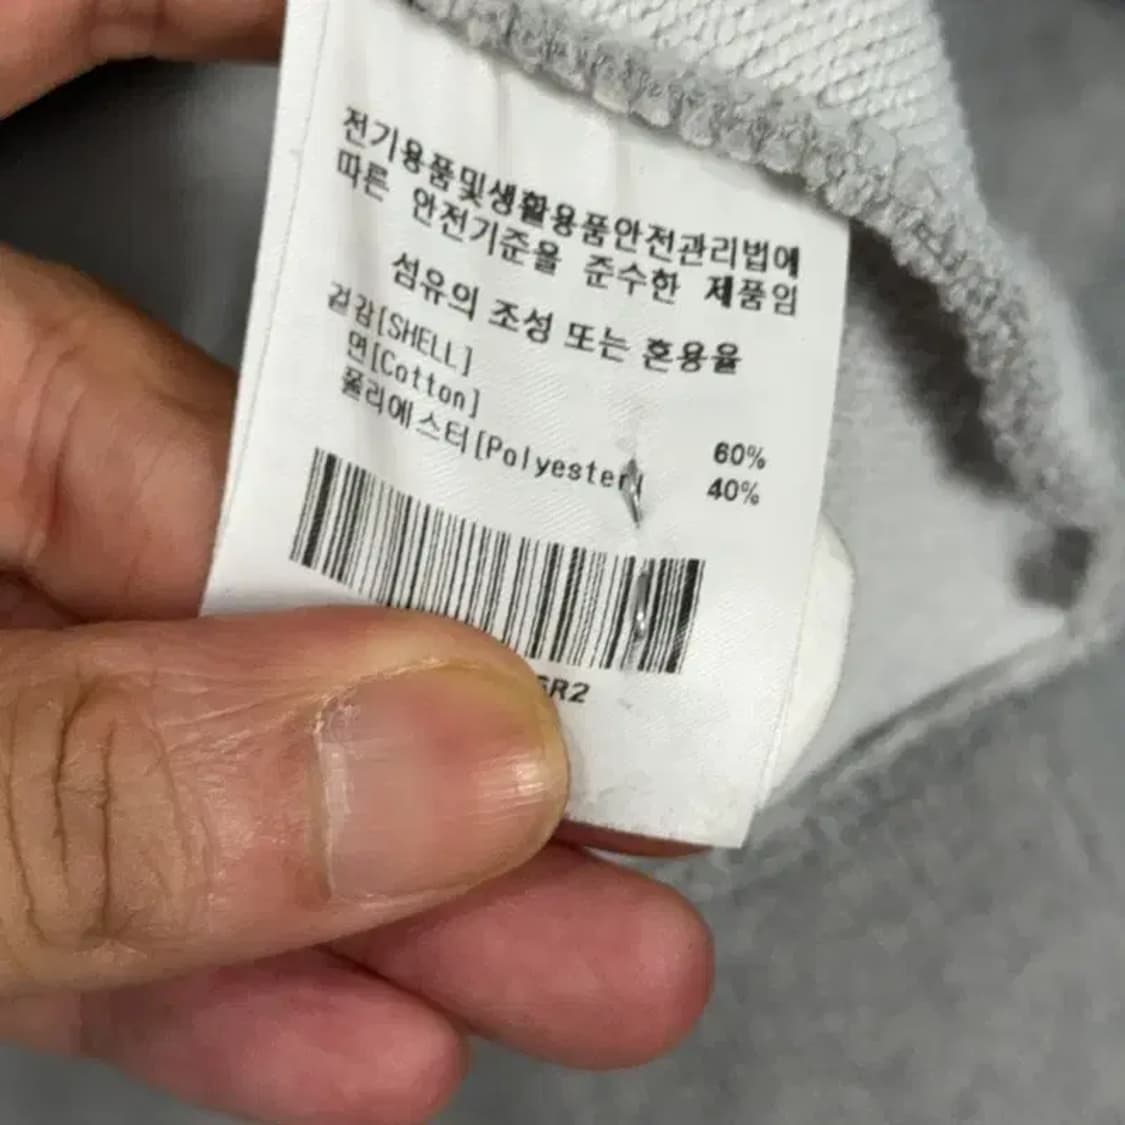 전기용품및생활용품안전관리법에
따른 안전기준을 준수한 제품임
섬유의 조성 또는 혼용율
겉감[SHELL]
면[Cotton] 60%
폴리에스터[Polyester] 40%